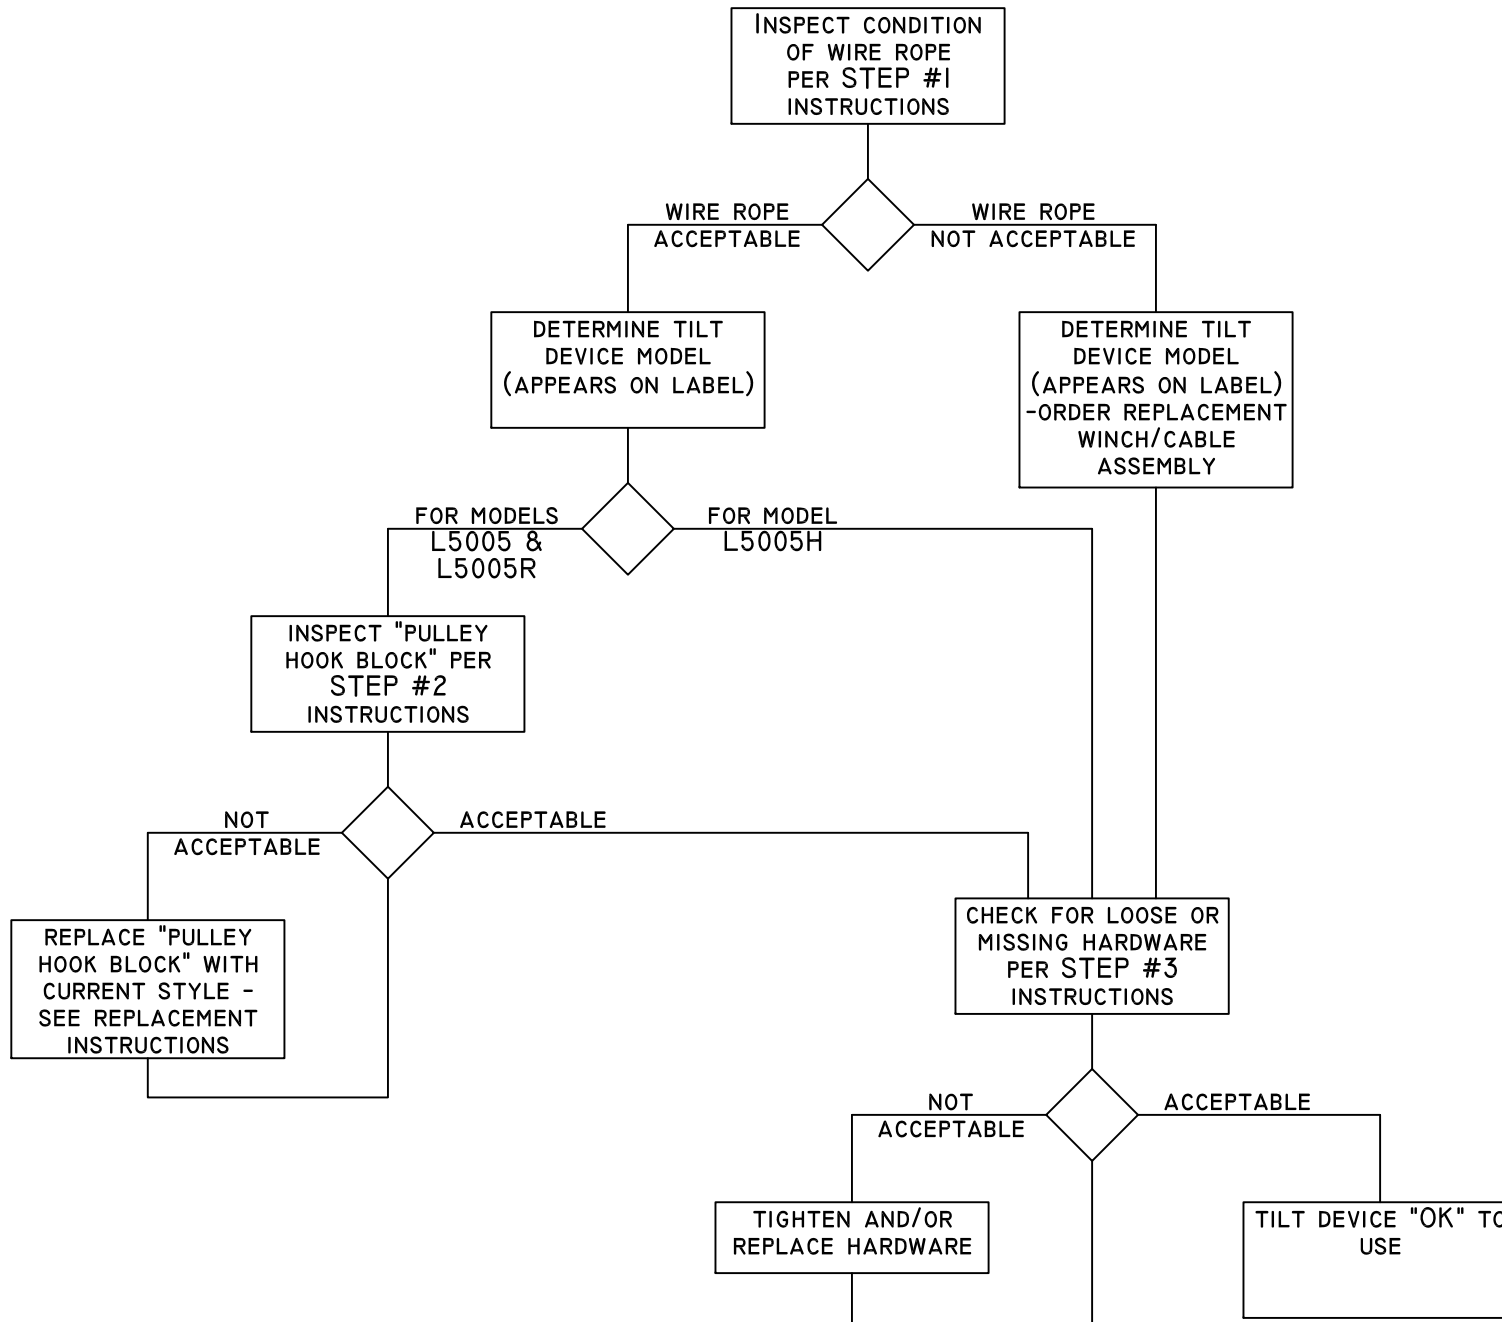 INSPECT CONDITION
OF WIRE ROPE
PER STEP #1
INSTRUCTIONS
WIRE ROPE
ACCEPTABLE
WIRE ROPE
NOT ACCEPTABLE
DETERMINE TILT
DEVICE MODEL
(APPEARS ON LABEL)
DETERMINE TILT
DEVICE MODEL
(APPEARS ON LABEL)
-ORDER REPLACEMENT
WINCH/CABLE
ASSEMBLY
FOR MODELS
L5005 &
L5005R
FOR MODEL
L5005H
INSPECT "PULLEY
HOOK BLOCK" PER
STEP #2
INSTRUCTIONS
NOT
ACCEPTABLE
ACCEPTABLE
REPLACE "PULLEY
HOOK BLOCK" WITH
CURRENT STYLE -
SEE REPLACEMENT
INSTRUCTIONS
CHECK FOR LOOSE OR
MISSING HARDWARE
PER STEP #3
INSTRUCTIONS
NOT
ACCEPTABLE
ACCEPTABLE
TIGHTEN AND/OR
REPLACE HARDWARE
TILT DEVICE "OK" TO
USE